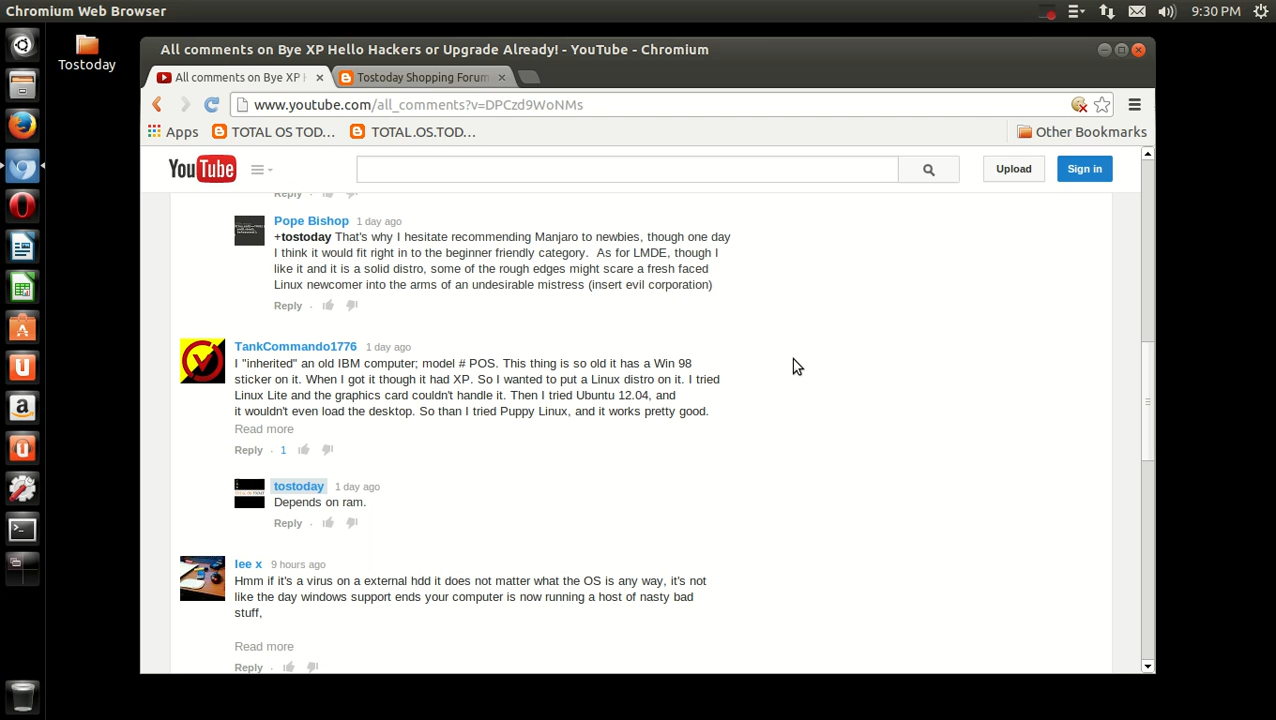 Chromium Web Browser
9:30 PM
Tostoday
All comments on Bye XP Hello Hackers or Upgrade Already! - YouTube - Chromium
All comments on Bye XP H
Tostoday Shopping Forum
www.youtube.com/all_comments?v=DPCzd9WoNMs
Apps
TOTAL OS TOD...
TOTAL.OS.TOD...
Other Bookmarks
YouTube
Upload
Sign in
Reply
Pope Bishop 1 day ago
+tostoday That's why I hesitate recommending Manjaro to newbies, though one day
I think it would fit right in to the beginner friendly category.  As for LMDE, though I
like it and it is a solid distro, some of the rough edges might scare a fresh faced
Linux newcomer into the arms of an undesirable mistress (insert evil corporation)
Reply ·
TankCommando1776 1 day ago
I "inherited" an old IBM computer; model # POS. This thing is so old it has a Win 98
sticker on it. When I got it though it had XP. So I wanted to put a Linux distro on it. I tried
Linux Lite and the graphics card couldn't handle it. Then I tried Ubuntu 12.04, and
it wouldn't even load the desktop. So than I tried Puppy Linux, and it works pretty good.
Read more
Reply · 1
tostoday 1 day ago
Depends on ram.
Reply ·
lee x 9 hours ago
Hmm if it's a virus on a external hdd it does not matter what the OS is any way, it's not
like the day windows support ends your computer is now running a host of nasty bad
stuff,
Read more
Reply ·